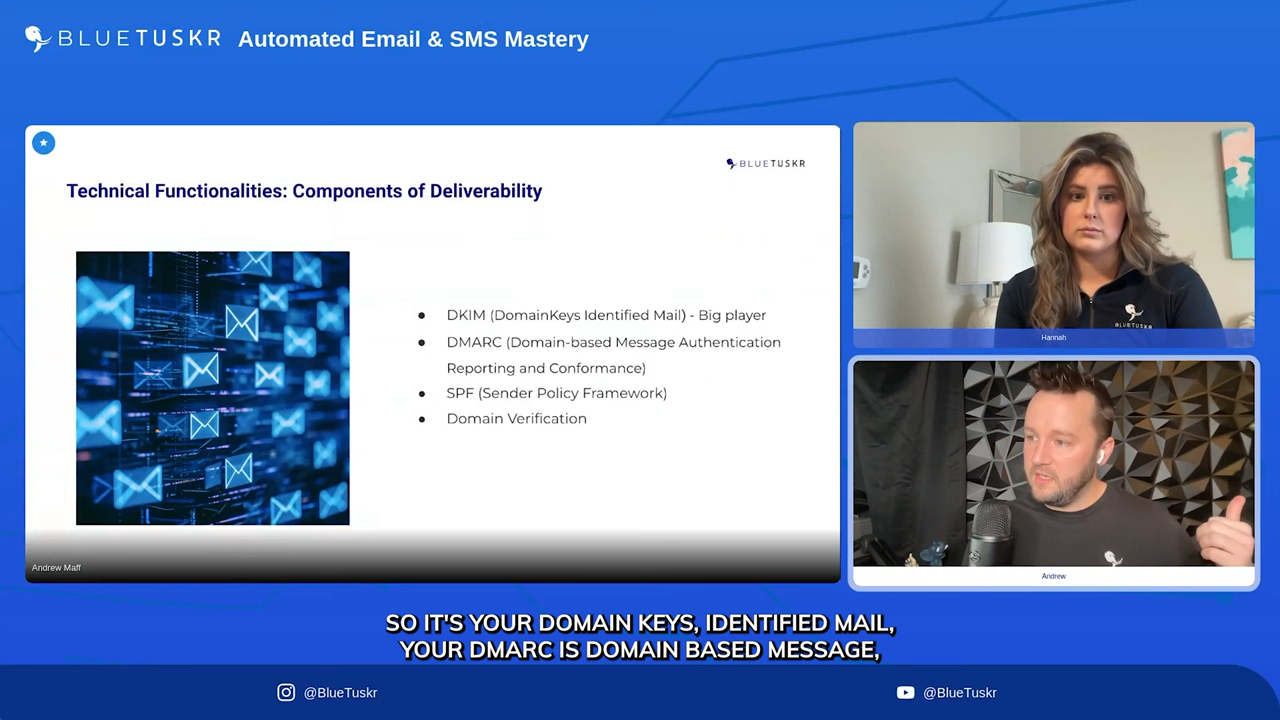 BLUETUSKR Automated Email & SMS Mastery
BLUETUSKR
Technical Functionalities: Components of Deliverability
● DKIM (DomainKeys Identified Mail) - Big player
● DMARC (Domain-based Message Authentication
Reporting and Conformance)
● SPF (Sender Policy Framework)
● Domain Verification
Andrew Maff
BLUETUSKR
Hannah
Andrew
SO IT'S YOUR DOMAIN KEYS, IDENTIFIED MAIL,
YOUR DMARC IS DOMAIN BASED MESSAGE,
@BlueTuskr
@BlueTuskr